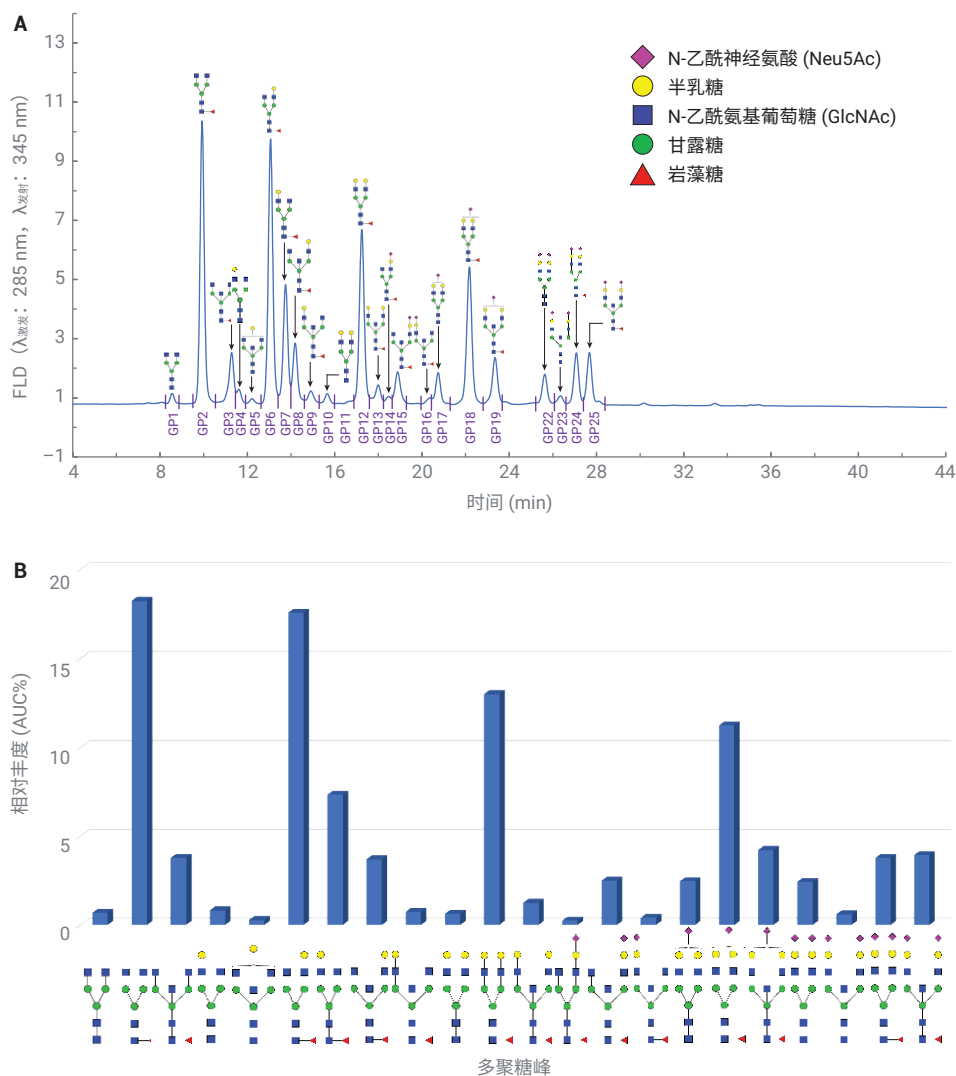 A
13
11
9
7
5
3
1
−1
FLD（λ激发: 285 nm, λ发射: 345 nm）
N-乙酰神经氨酸 (Neu5Ac)
半乳糖
N-乙酰氨基葡萄糖 (GlcNAc)
甘露糖
岩藻糖
GP1
GP2
GP3
GP4
GP5
GP6
GP7
GP8
GP9
GP10
GP11
GP12
GP13
GP14
GP15
GP16
GP17
GP18
GP19
GP22
GP23
GP24
GP25
4 8 12 16 20 24 28 32 36 40 44
时间 (min)
B
20
15
10
5
0
相对丰度 (AUC%)
多聚糖峰